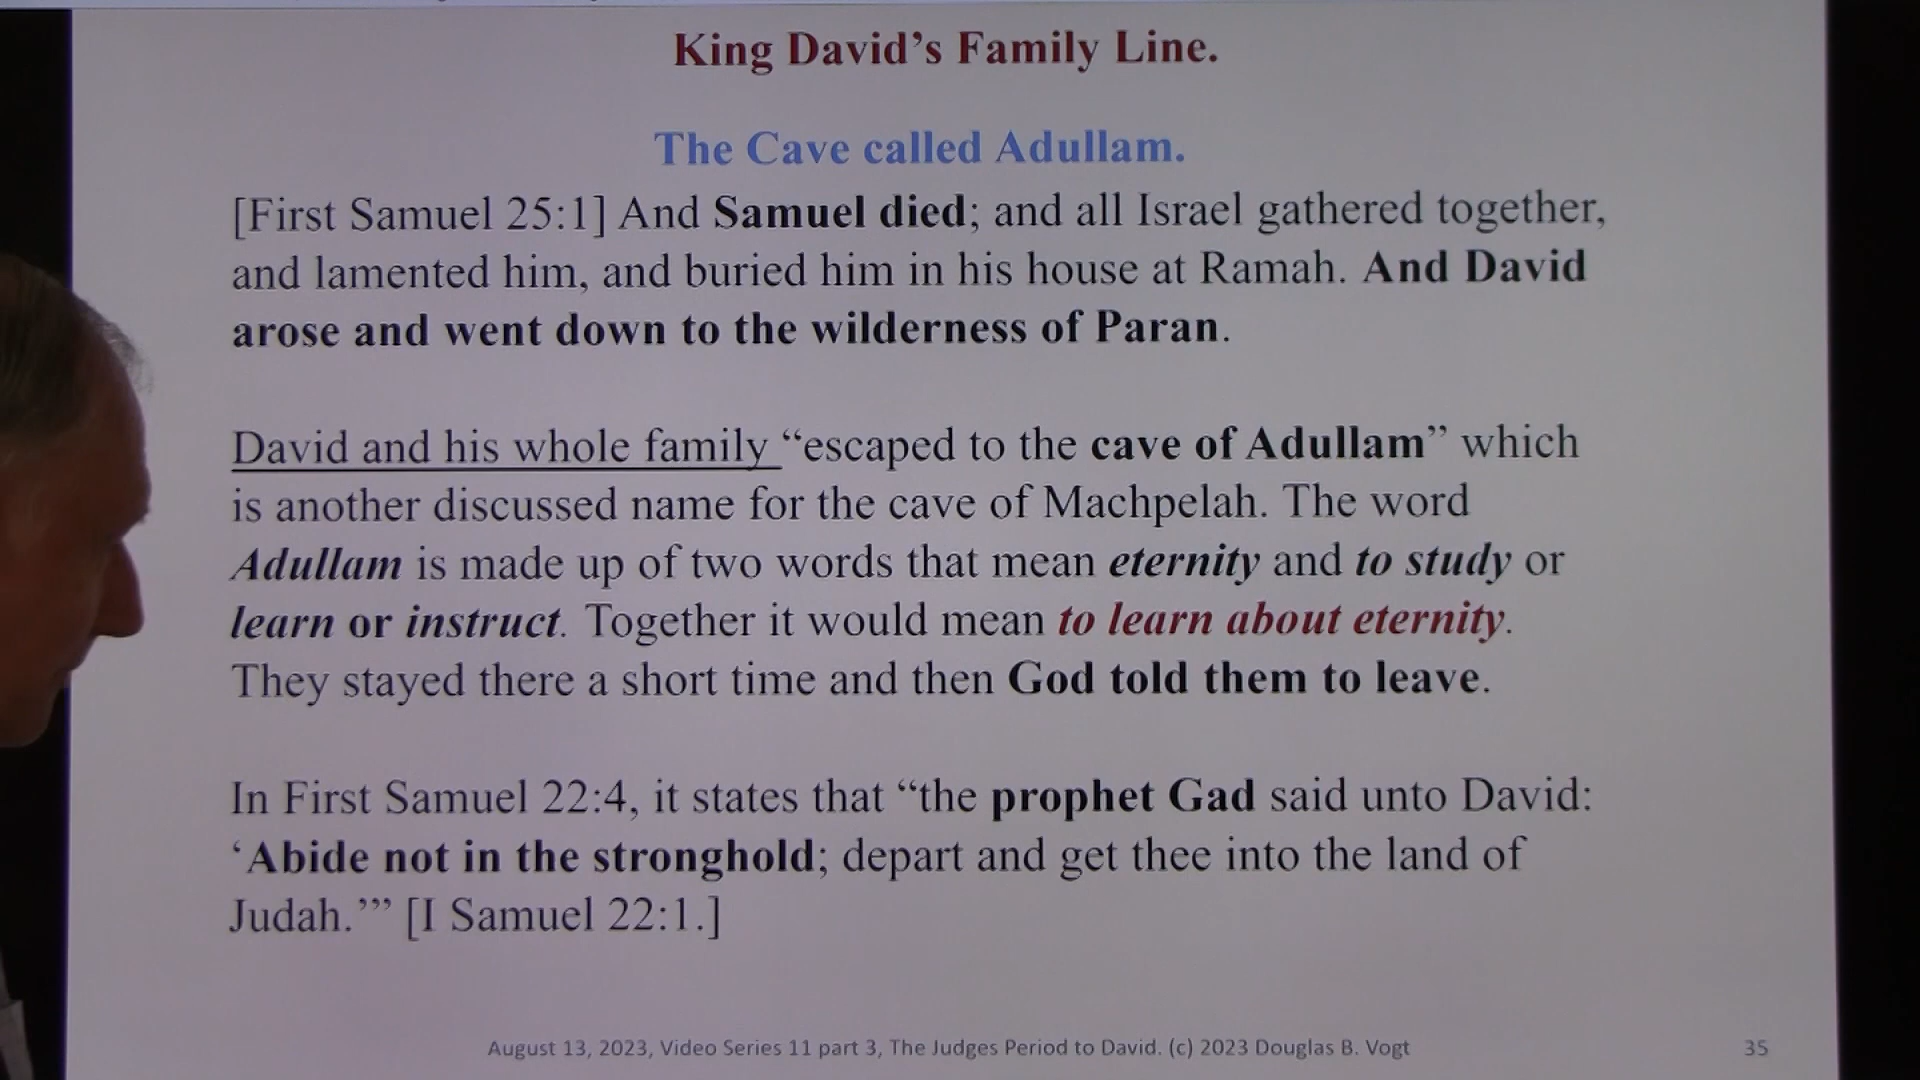 King David’s Family Line.
The Cave called Adullam.
[First Samuel 25:1] And Samuel died; and all Israel gathered together,
and lamented him, and buried him in his house at Ramah. And David
arose and went down to the wilderness of Paran.
David and his whole family “escaped to the cave of Adullam” which
is another discussed name for the cave of Machpelah. The word
Adullam is made up of two words that mean eternity and to study or
learn or instruct. Together it would mean to learn about eternity.
They stayed there a short time and then God told them to leave.
In First Samuel 22:4, it states that “the prophet Gad said unto David:
‘Abide not in the stronghold; depart and get thee into the land of
Judah.’” [I Samuel 22:1.]
August 13, 2023, Video Series 11 part 3, The Judges Period to David. (c) 2023 Douglas B. Vogt
35